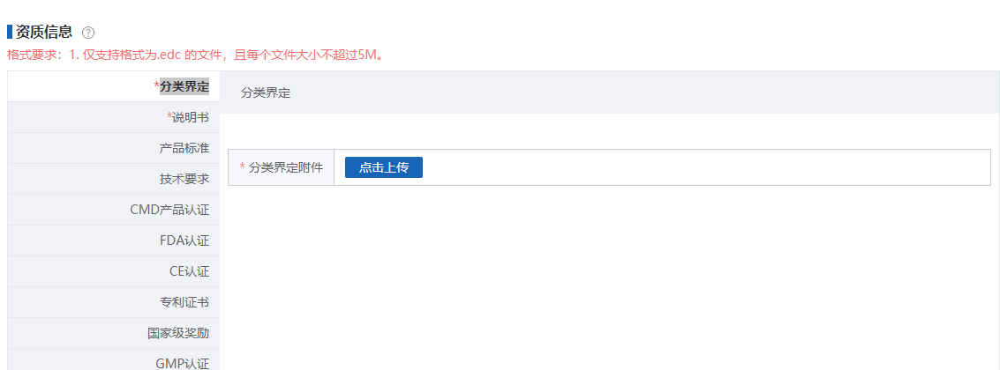 资质信息 ?
格式要求：1. 仅支持格式为.edc 的文件，且每个文件大小不超过5M。
*分类界定
分类界定
*说明书
产品标准
* 分类界定附件 点击上传
技术要求
CMD产品认证
FDA认证
CE认证
专利证书
国家级奖励
GMP认证